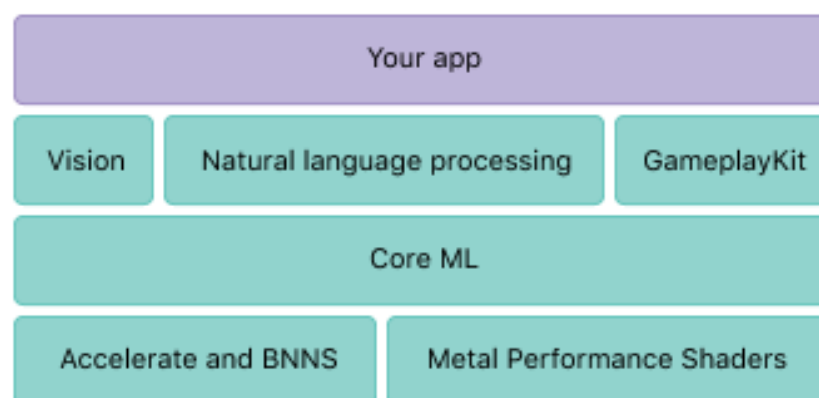 Your app
Vision
Natural language processing
GameplayKit
Core ML
Accelerate and BNNS
Metal Performance Shaders